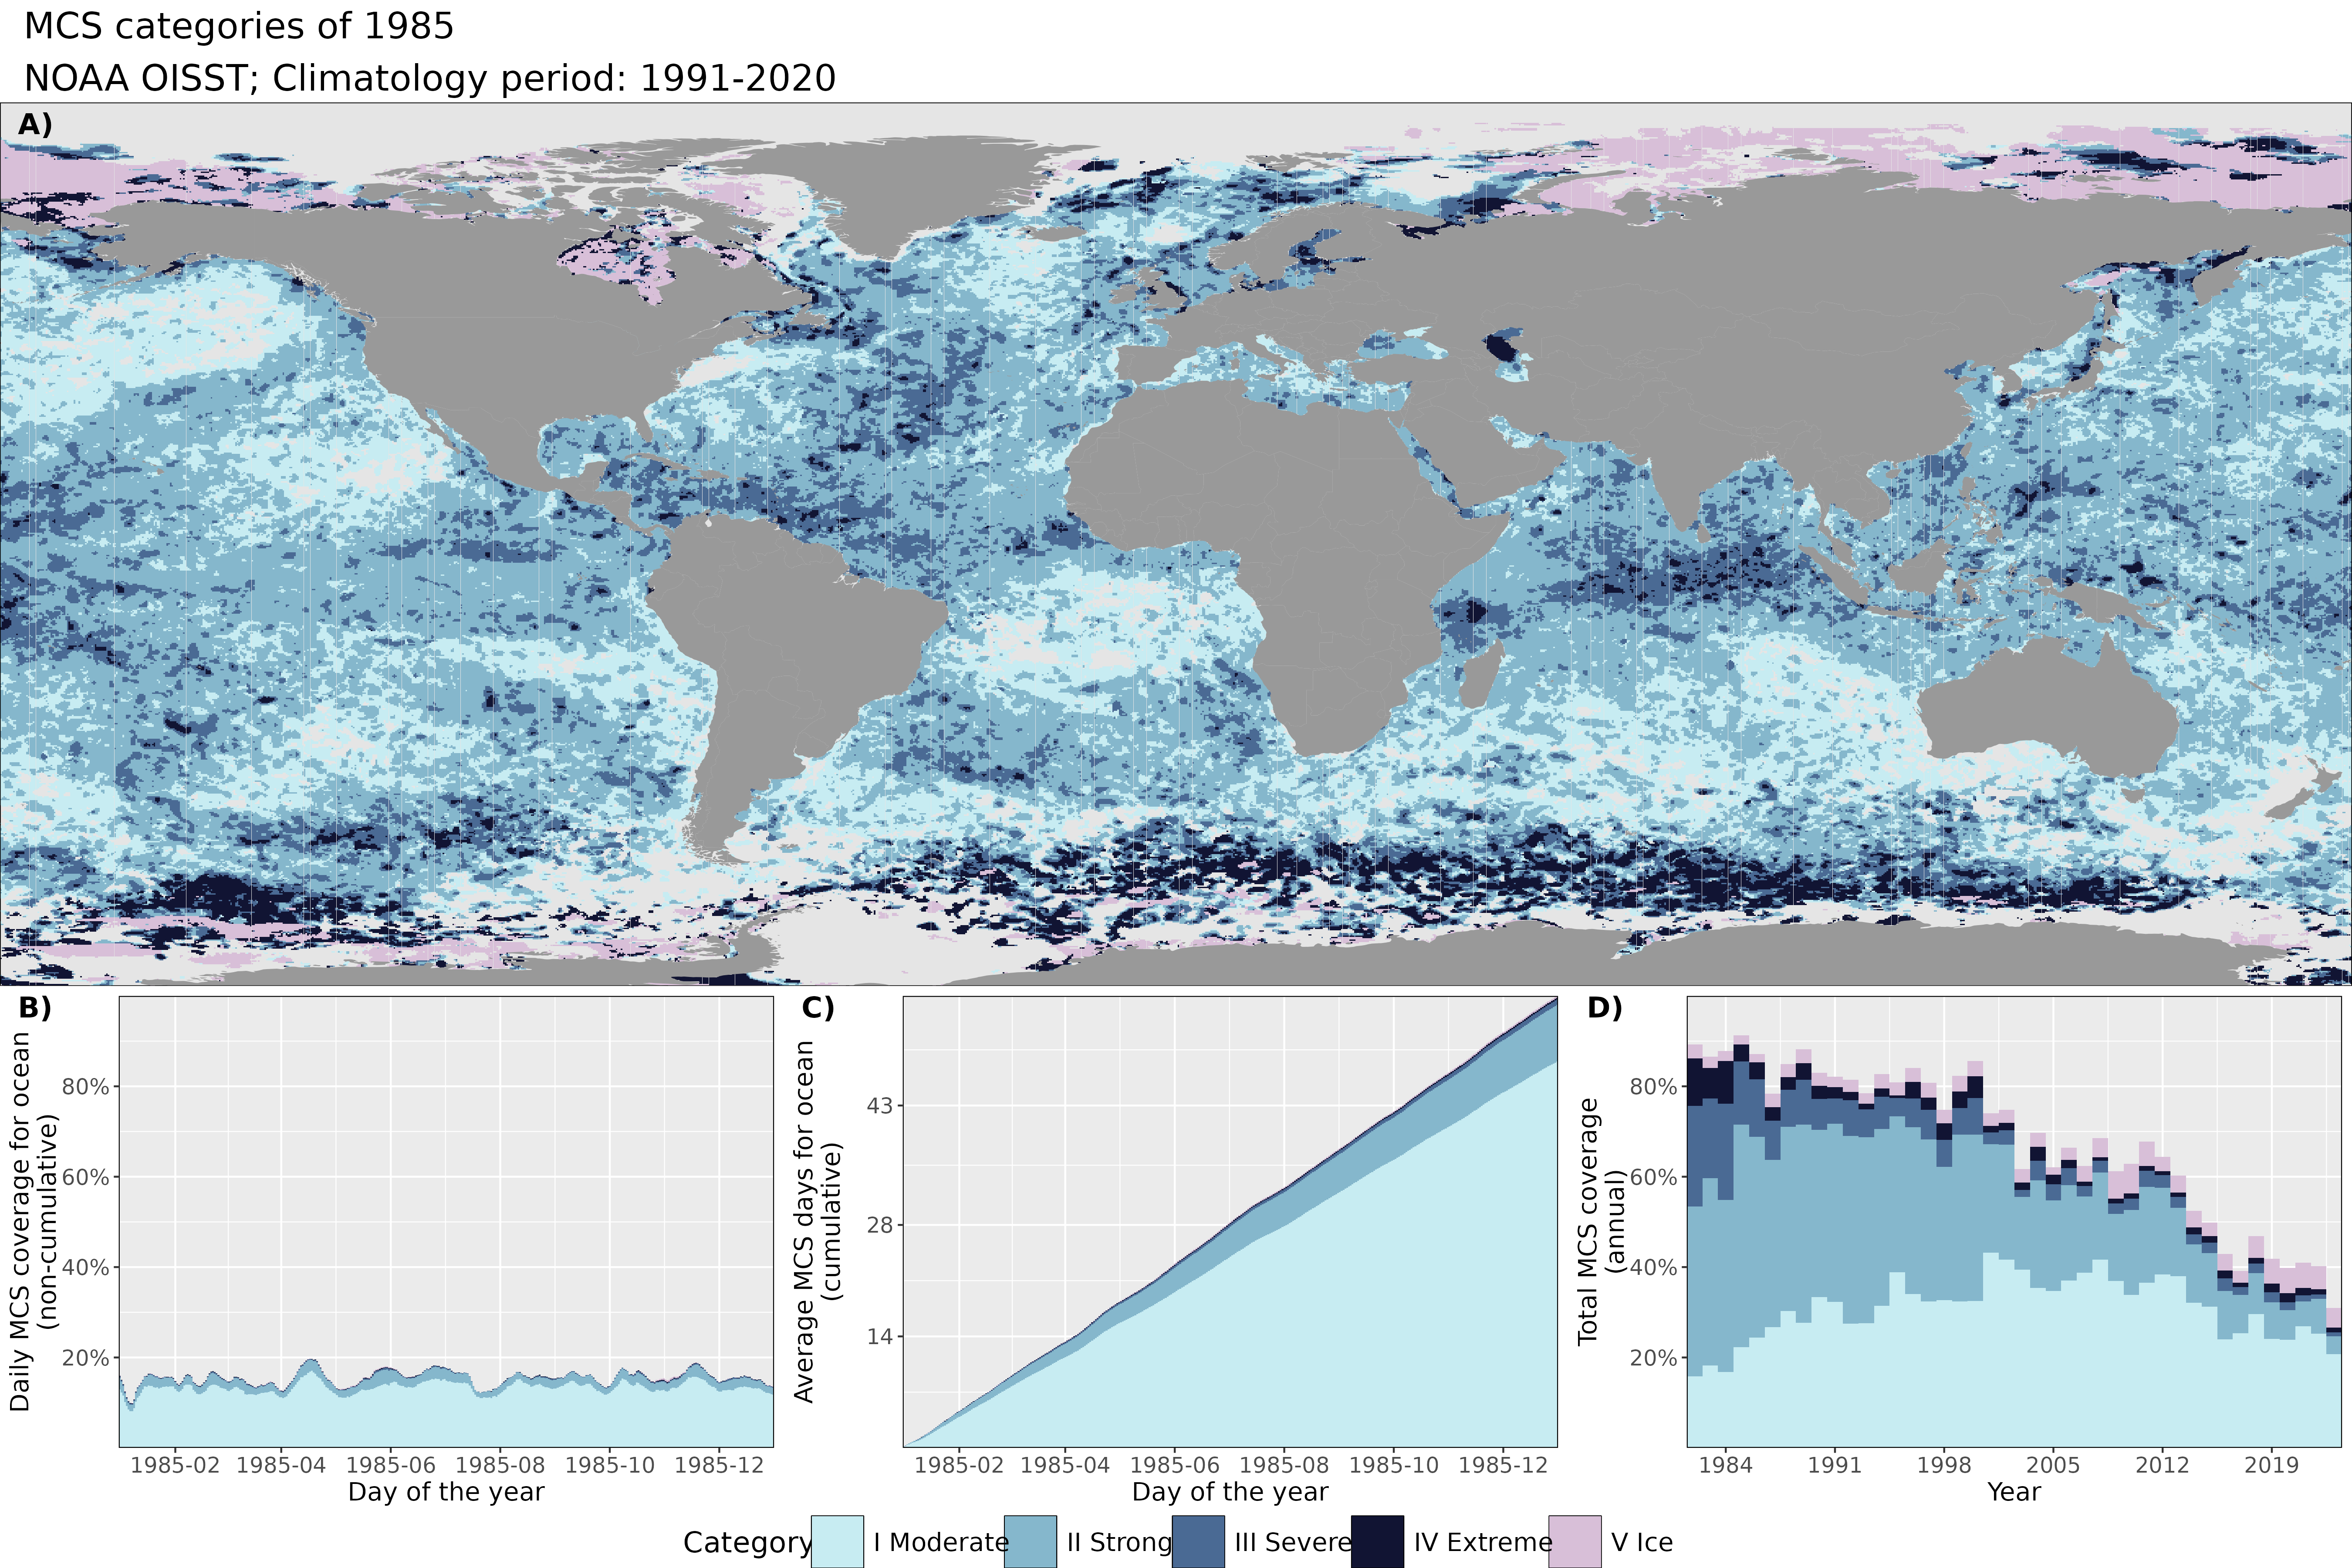 MCS categories of 1985
NOAA OISST; Climatology period: 1991-2020
A)
B)
Daily MCS coverage for ocean
(non-cumulative)
80%
60%
40%
20%
1985-02 1985-04 1985-06 1985-08 1985-10 1985-12
Day of the year
C)
Average MCS days for ocean
(cumulative)
43
28
14
1985-02 1985-04 1985-06 1985-08 1985-10 1985-12
Day of the year
D)
Total MCS coverage
(annual)
80%
60%
40%
20%
1984 1991 1998 2005 2012 2019
Year
Category I Moderate II Strong III Severe IV Extreme V Ice